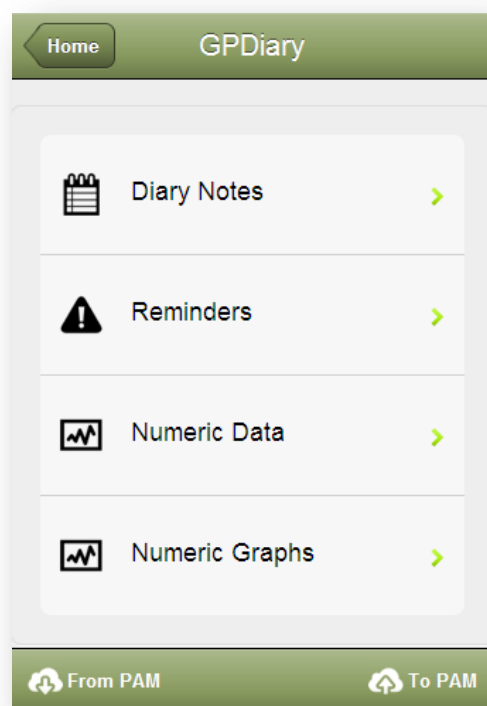 Home GPDiary
Diary Notes
Reminders
Numeric Data
Numeric Graphs
From PAM To PAM